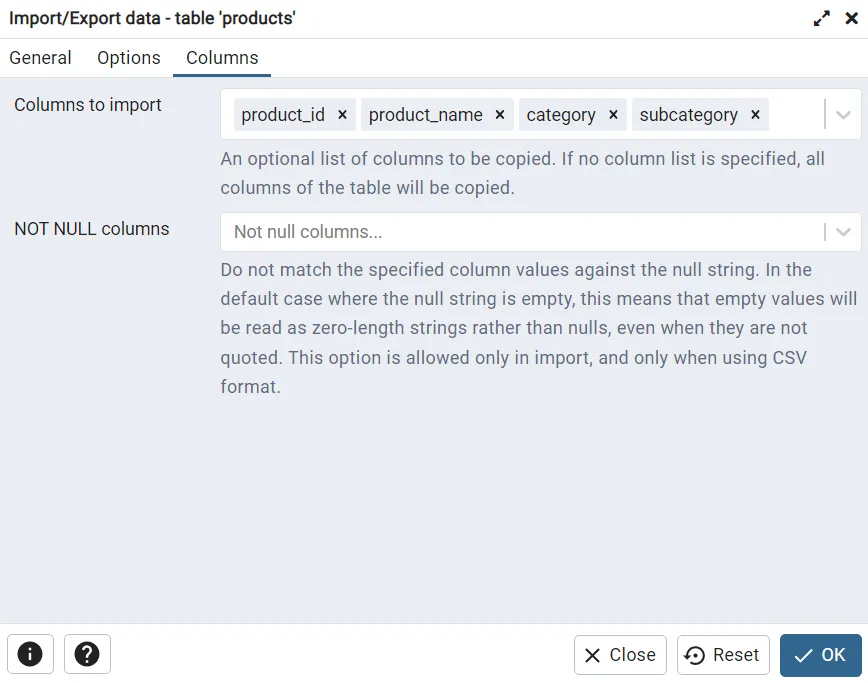 Import/Export data - table 'products'
General Options Columns
Columns to import
product_id × product_name × category × subcategory ×
An optional list of columns to be copied. If no column list is specified, all
columns of the table will be copied.
NOT NULL columns
Not null columns...
Do not match the specified column values against the null string. In the
default case where the null string is empty, this means that empty values will
be read as zero-length strings rather than nulls, even when they are not
quoted. This option is allowed only in import, and only when using CSV
format.
Close Reset OK